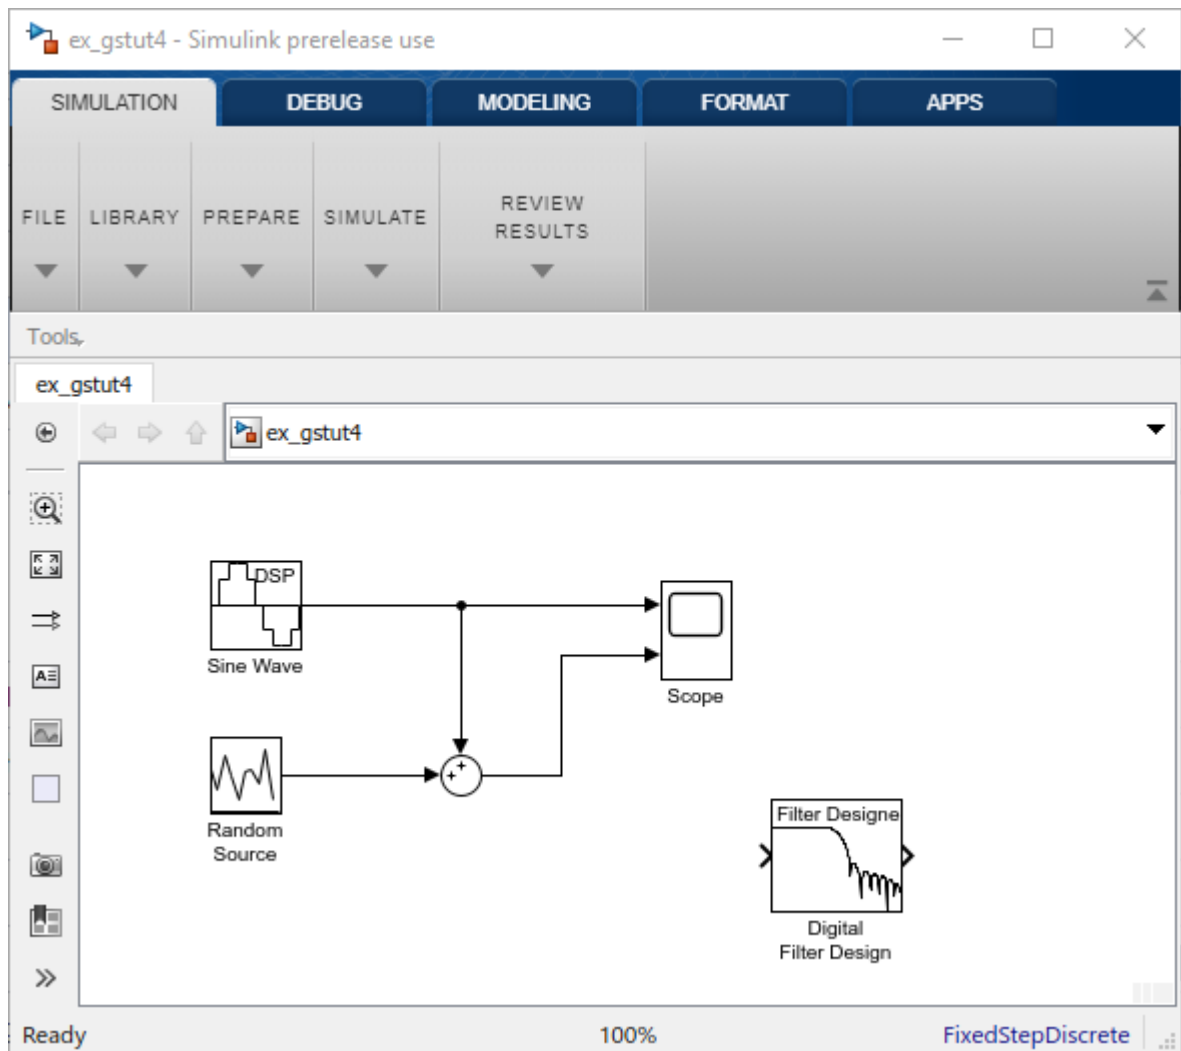 ex_gstut4 - Simulink prerelease use
SIMULATION DEBUG MODELING FORMAT APPS
FILE LIBRARY PREPARE SIMULATE REVIEW
RESULTS
Tools
ex_gstut4
ex_gstut4
DSP
Sine Wave
Scope
Random
Source
Filter Designe
Digital
Filter Design
Ready 100% FixedStepDiscrete